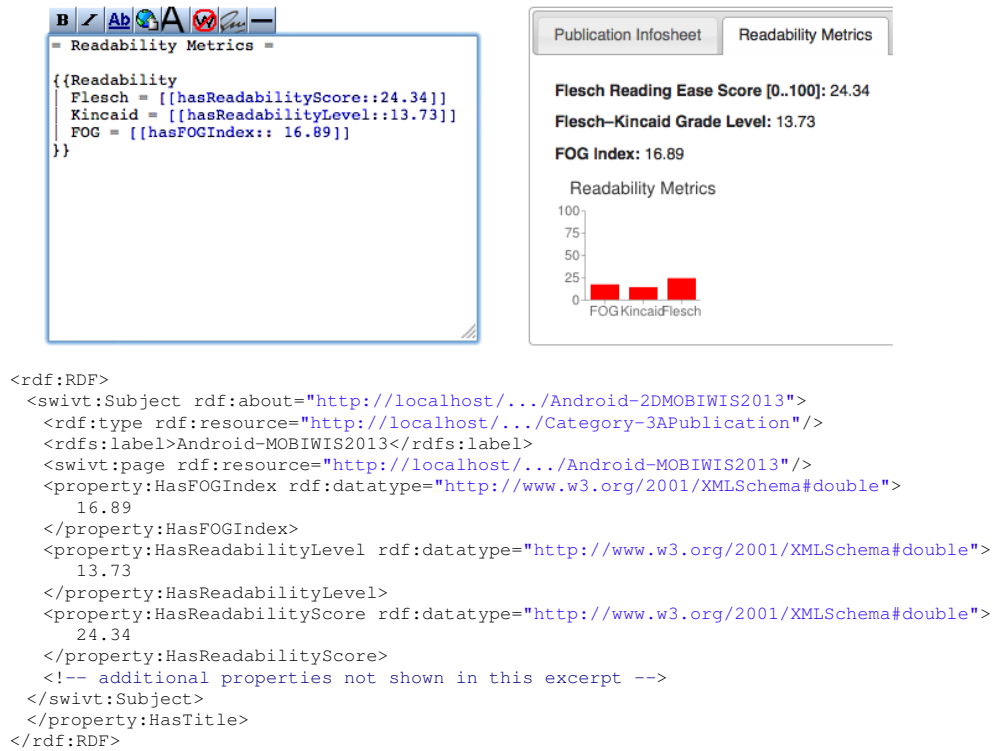 B I Ab A W
= Readability Metrics =
{{Readability
| Flesch = [[hasReadabilityScore::24.34]]
| Kincaid = [[hasReadabilityLevel::13.73]]
| FOG = [[hasFOGIndex:: 16.89]]
}}
Publication Infosheet Readability Metrics
Flesch Reading Ease Score [0..100]: 24.34
Flesch–Kincaid Grade Level: 13.73
FOG Index: 16.89
Readability Metrics
100
75
50
25
0
FOG Kincaid Flesch
<rdf:RDF>
<swivt:Subject rdf:about="http://localhost/.../Android-2DMOBIWIS2013">
<rdf:type rdf:resource="http://localhost/.../Category-3APublication"/>
<rdfs:label>Android-MOBIWIS2013</rdfs:label>
<swivt:page rdf:resource="http://localhost/.../Android-MOBIWIS2013"/>
<property:HasFOGIndex rdf:datatype="http://www.w3.org/2001/XMLSchema#double">
16.89
</property:HasFOGIndex>
<property:HasReadabilityLevel rdf:datatype="http://www.w3.org/2001/XMLSchema#double">
13.73
</property:HasReadabilityLevel>
<property:HasReadabilityScore rdf:datatype="http://www.w3.org/2001/XMLSchema#double">
24.34
</property:HasReadabilityScore>
<!-- additional properties not shown in this excerpt -->
</swivt:Subject>
</property:HasTitle>
</rdf:RDF>